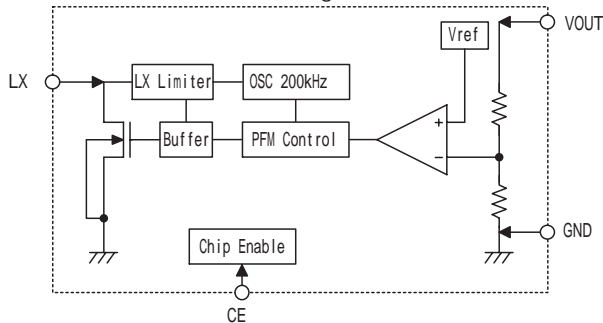 Vref
VOUT
LX
LX Limiter
OSC 200kHz
+
Buffer
PFM Control
−
Chip Enable
GND
CE